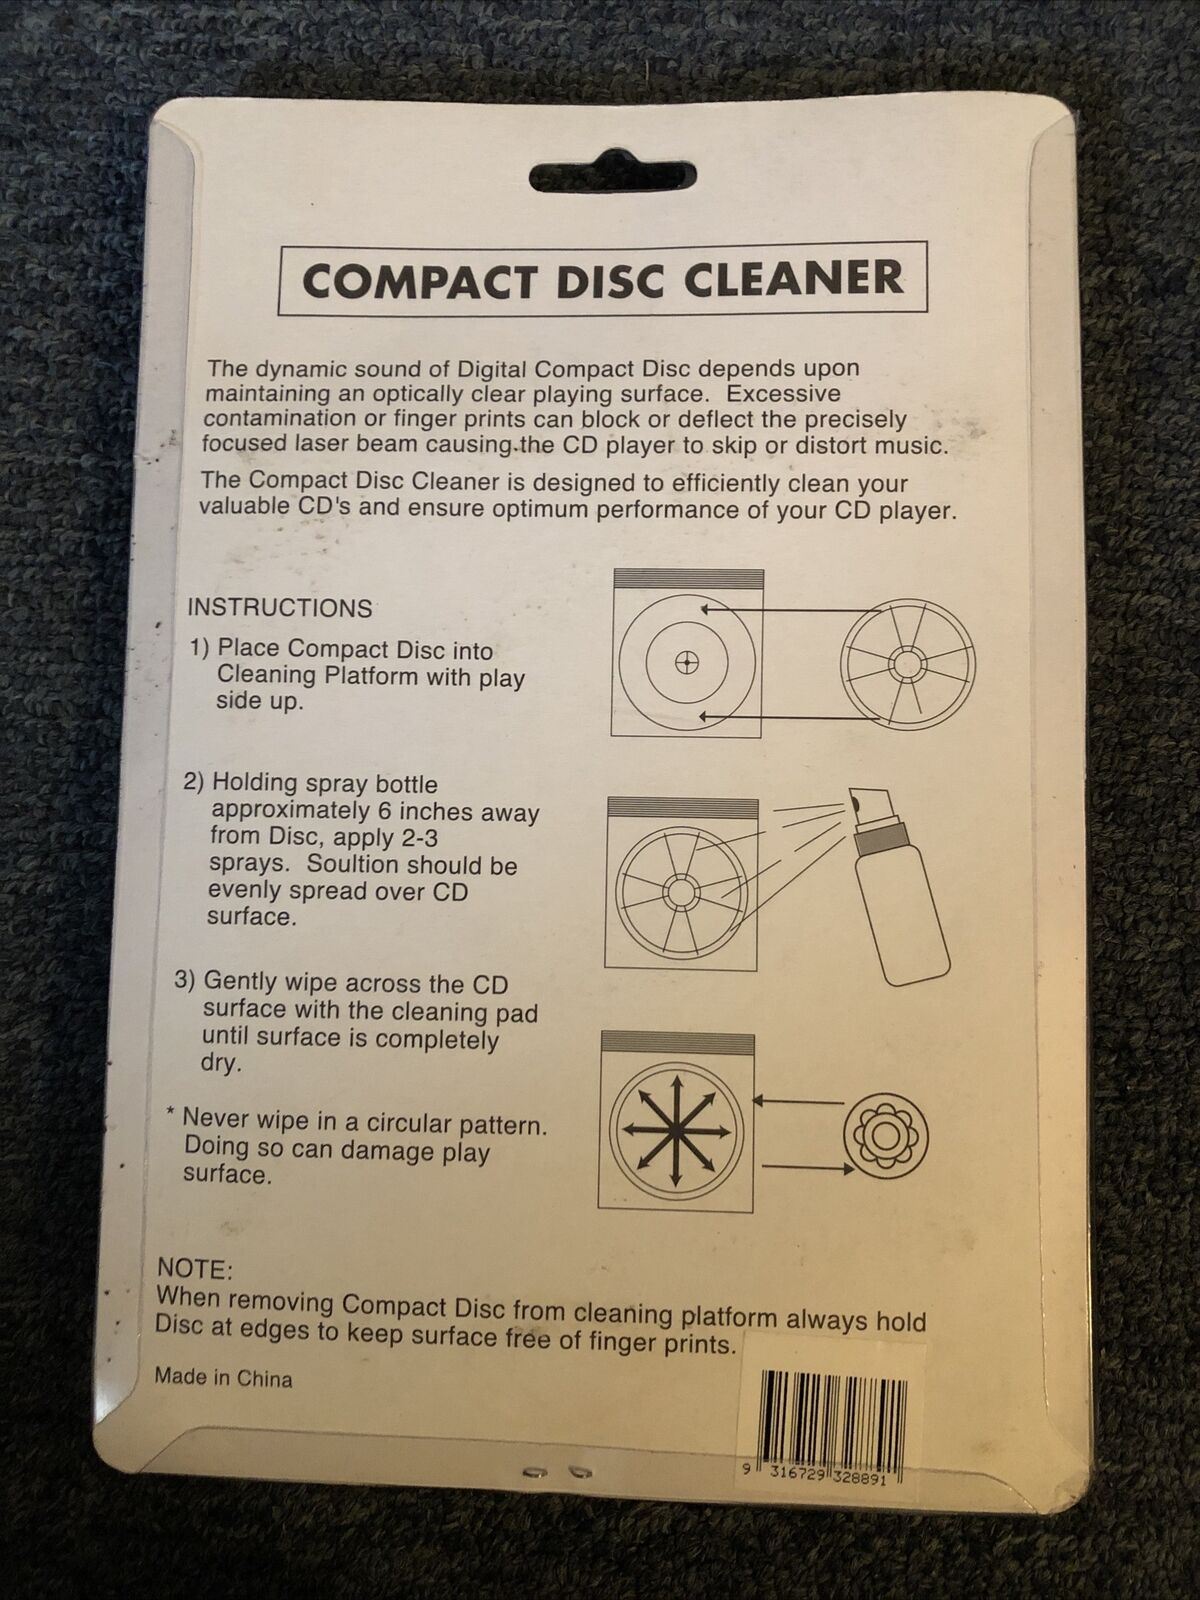 COMPACT DISC CLEANER
The dynamic sound of Digital Compact Disc depends upon
maintaining an optically clear playing surface. Excessive
contamination or finger prints can block or deflect the precisely
focused laser beam causing the CD player to skip or distort music.
The Compact Disc Cleaner is designed to efficiently clean your
valuable CD's and ensure optimum performance of your CD player.
INSTRUCTIONS
1) Place Compact Disc into
Cleaning Platform with play
side up.
2) Holding spray bottle
approximately 6 inches away
from Disc, apply 2-3
sprays. Soultion should be
evenly spread over CD
surface.
3) Gently wipe across the CD
surface with the cleaning pad
until surface is completely
dry.
* Never wipe in a circular pattern.
Doing so can damage play
surface.
NOTE:
When removing Compact Disc from cleaning platform always hold
Disc at edges to keep surface free of finger prints.
Made in China
9 316729 328891